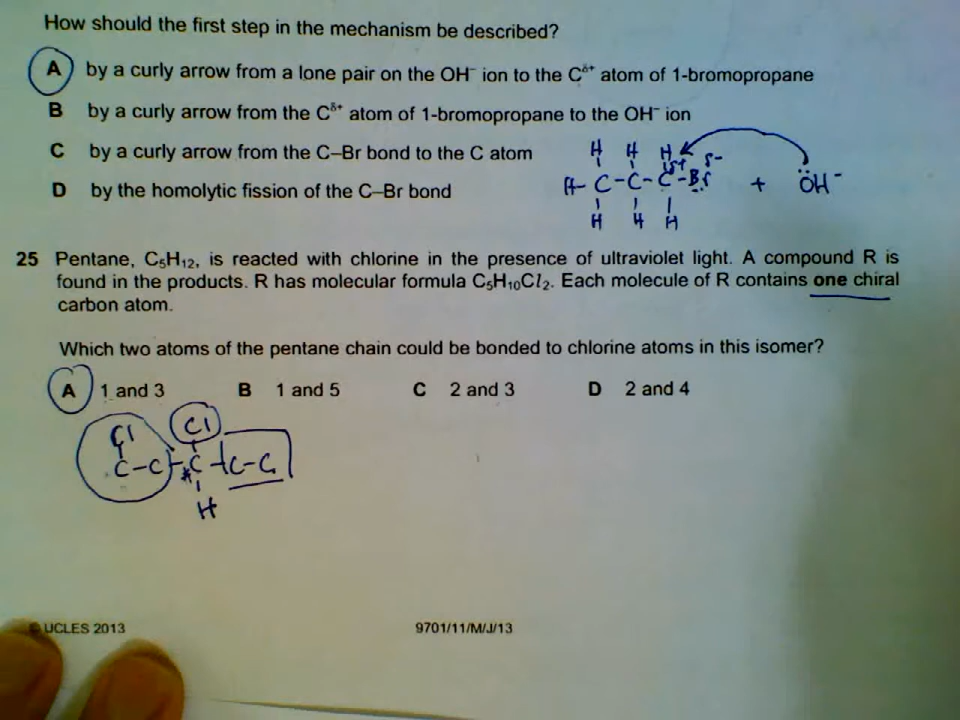 How should the first step in the mechanism be described?
A by a curly arrow from a lone pair on the OH⁻ ion to the Cᵟ⁺ atom of 1-bromopropane
B by a curly arrow from the Cᵟ⁺ atom of 1-bromopropane to the OH⁻ ion
C by a curly arrow from the C–Br bond to the C atom
D by the homolytic fission of the C–Br bond
H H H
H- C - C - C - Br δ+ δ- + ÖH⁻
H H H
25 Pentane, C₅H₁₂, is reacted with chlorine in the presence of ultraviolet light. A compound R is
found in the products. R has molecular formula C₅H₁₀Cl₂. Each molecule of R contains one chiral
carbon atom.
Which two atoms of the pentane chain could be bonded to chlorine atoms in this isomer?
A 1 and 3 B 1 and 5 C 2 and 3 D 2 and 4
Cl Cl
C-C-*C-C-C
H
© UCLES 2013 9701/11/M/J/13